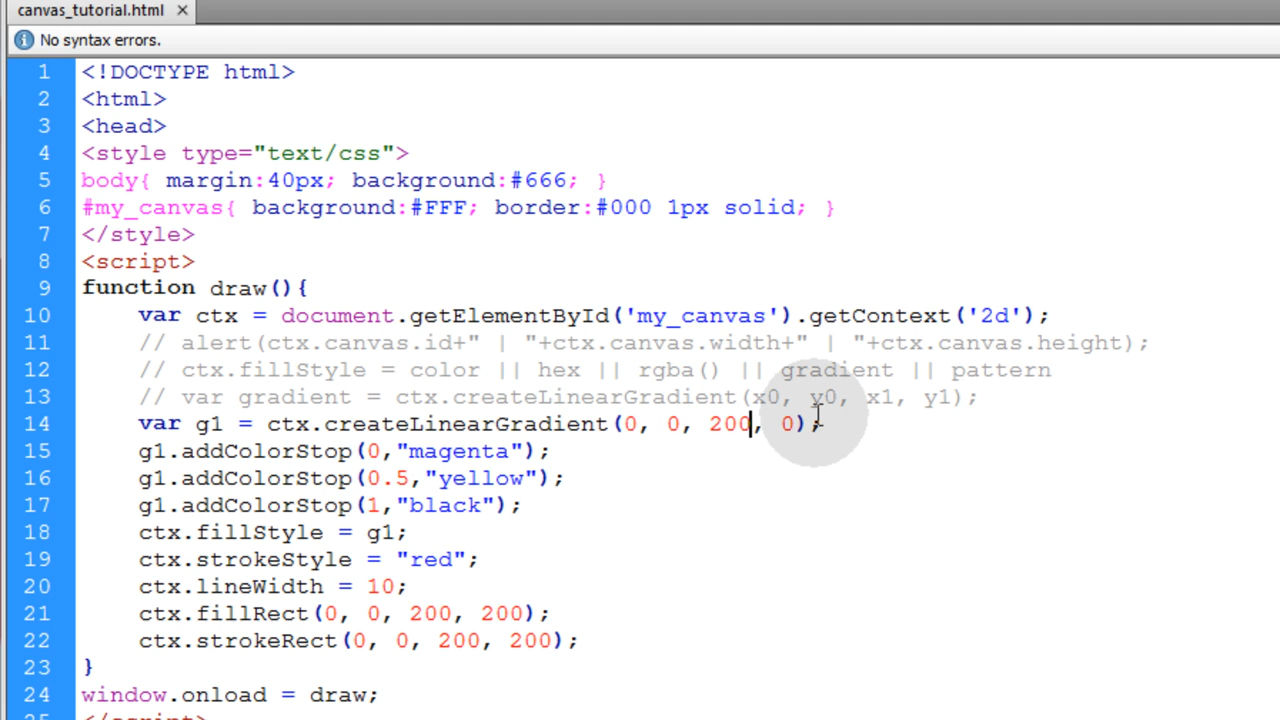 canvas_tutorial.html ×
No syntax errors.
1 <!DOCTYPE html>
2 <html>
3 <head>
4 <style type="text/css">
5 body{ margin:40px; background:#666; }
6 #my_canvas{ background:#FFF; border:#000 1px solid; }
7 </style>
8 <script>
9 function draw(){
10 var ctx = document.getElementById('my_canvas').getContext('2d');
11 // alert(ctx.canvas.id+" | "+ctx.canvas.width+" | "+ctx.canvas.height);
12 // ctx.fillStyle = color || hex || rgba() || gradient || pattern
13 // var gradient = ctx.createLinearGradient(x0, y0, x1, y1);
14 var g1 = ctx.createLinearGradient(0, 0, 200, 0);
15 g1.addColorStop(0,"magenta");
16 g1.addColorStop(0.5,"yellow");
17 g1.addColorStop(1,"black");
18 ctx.fillStyle = g1;
19 ctx.strokeStyle = "red";
20 ctx.lineWidth = 10;
21 ctx.fillRect(0, 0, 200, 200);
22 ctx.strokeRect(0, 0, 200, 200);
23 }
24 window.onload = draw;
25 </script>